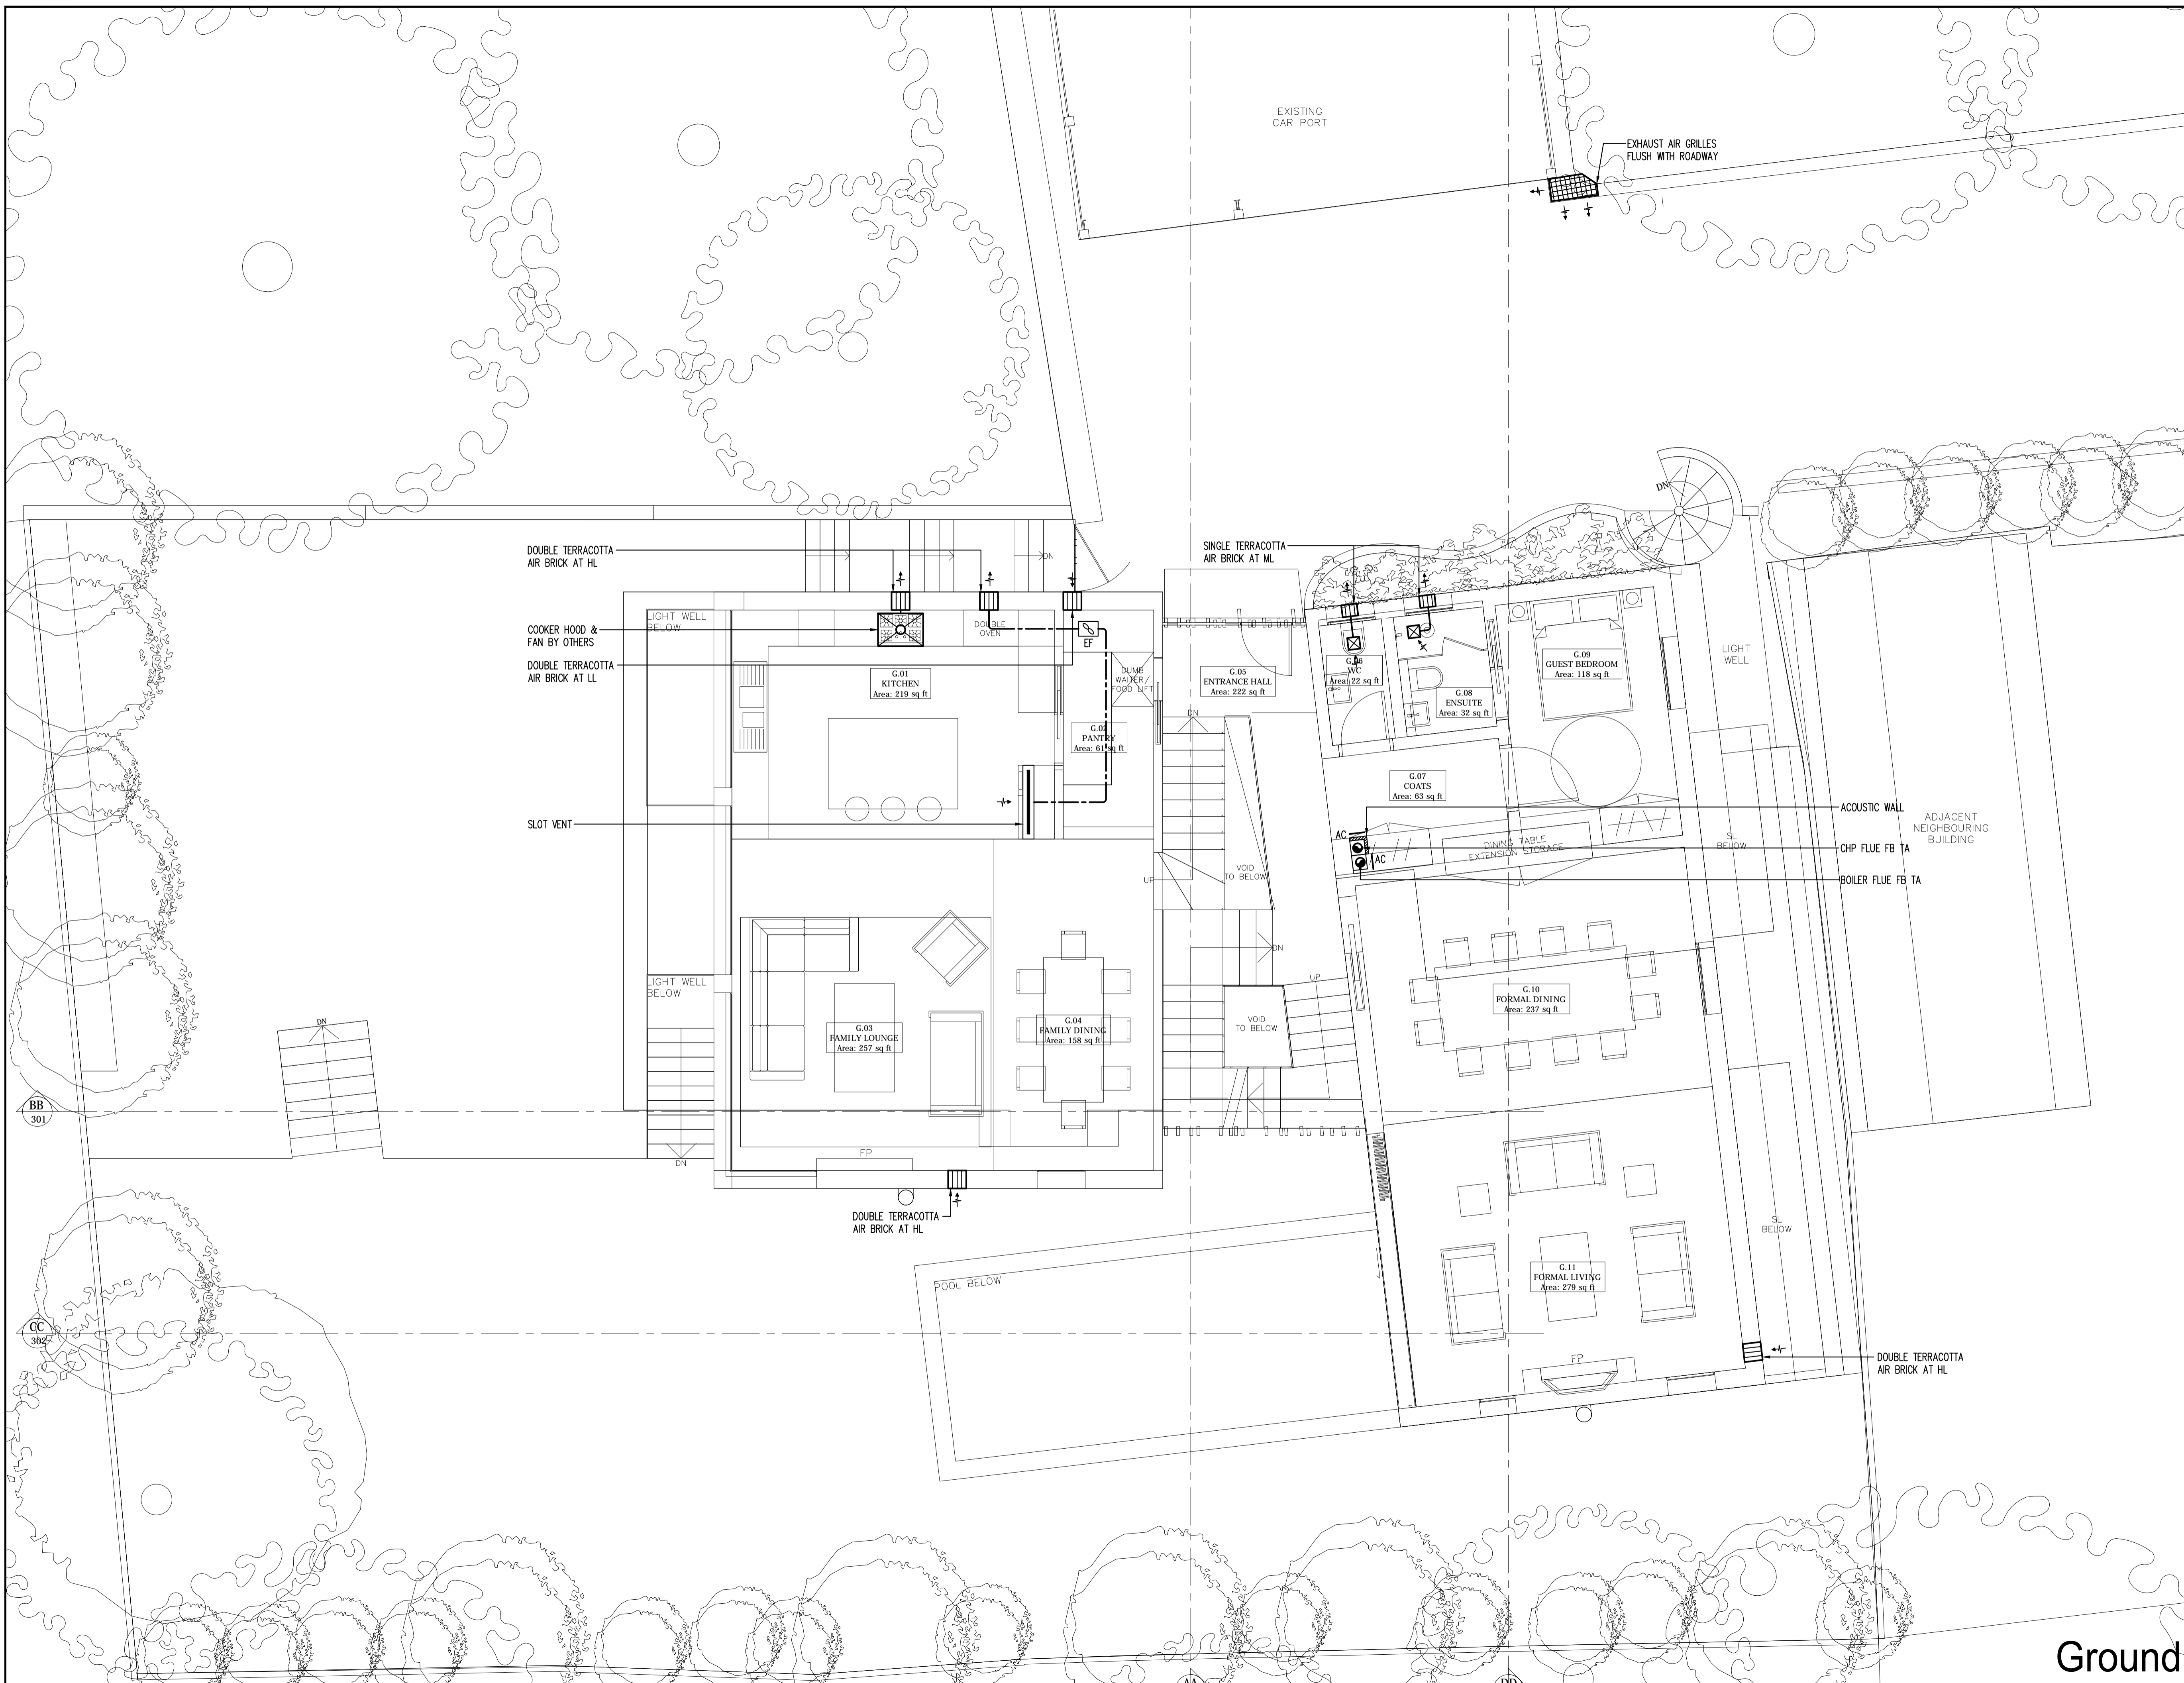 EXISTING
CAR PORT
EXHAUST AIR GRILLES
FLUSH WITH ROADWAY
DN
DOUBLE TERRACOTTA
AIR BRICK AT HL
DN
SINGLE TERRACOTTA
AIR BRICK AT ML
LIGHT WELL
BELOW
COOKER HOOD &
FAN BY OTHERS
DOUBLE
OVEN
EF
DOUBLE TERRACOTTA
AIR BRICK AT LL
G.01
KITCHEN
Area: 219 sq ft
DUMB
WAITER/
FOOD LIFT
G.05
ENTRANCE HALL
Area: 222 sq ft
G.06
WC
Area: 22 sq ft
G.08
ENSUITE
Area: 32 sq ft
G.09
GUEST BEDROOM
Area: 118 sq ft
LIGHT
WELL
DN
G.02
PANTRY
Area: 61 sq ft
G.07
COATS
Area: 63 sq ft
SLOT VENT
ACOUSTIC WALL
ADJACENT
NEIGHBOURING
BUILDING
AC
AC
DINING TABLE
EXTENSION STORAGE
SL
BELOW
CHP FLUE FB TA
BOILER FLUE FB TA
UP
VOID
TO BELOW
DN
UP
LIGHT WELL
BELOW
G.10
FORMAL DINING
Area: 237 sq ft
VOID
TO BELOW
DN
G.03
FAMILY LOUNGE
Area: 257 sq ft
G.04
FAMILY DINING
Area: 158 sq ft
BB
301
DN
FP
DOUBLE TERRACOTTA
AIR BRICK AT HL
SL
BELOW
POOL BELOW
G.11
FORMAL LIVING
Area: 279 sq ft
CC
302
FP
DOUBLE TERRACOTTA
AIR BRICK AT HL
Ground
AA
DD